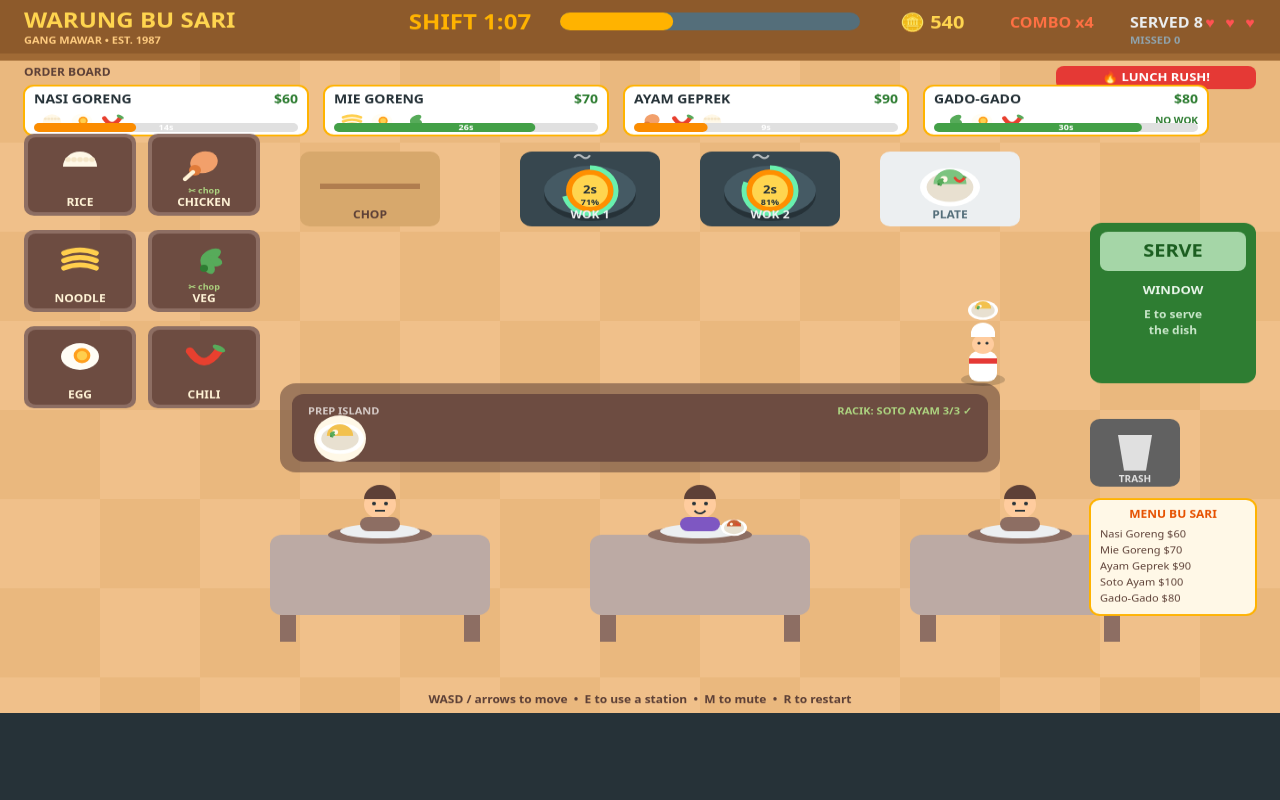 WARUNG BU SARI
GANG MAWAR • EST. 1987
SHIFT 1:07
540
COMBO x4
SERVED 8
MISSED 0
ORDER BOARD
LUNCH RUSH!
NASI GORENG $60
14s
MIE GORENG $70
26s
AYAM GEPREK $90
9s
GADO-GADO $80
NO WOK
30s
RICE
chop
CHICKEN
NOODLE
chop
VEG
EGG
CHILI
CHOP
2s
71%
WOK 1
2s
81%
WOK 2
PLATE
SERVE
WINDOW
E to serve
the dish
PREP ISLAND
RACIK: SOTO AYAM 3/3 ✓
TRASH
MENU BU SARI
Nasi Goreng $60
Mie Goreng $70
Ayam Geprek $90
Soto Ayam $100
Gado-Gado $80
WASD / arrows to move • E to use a station • M to mute • R to restart